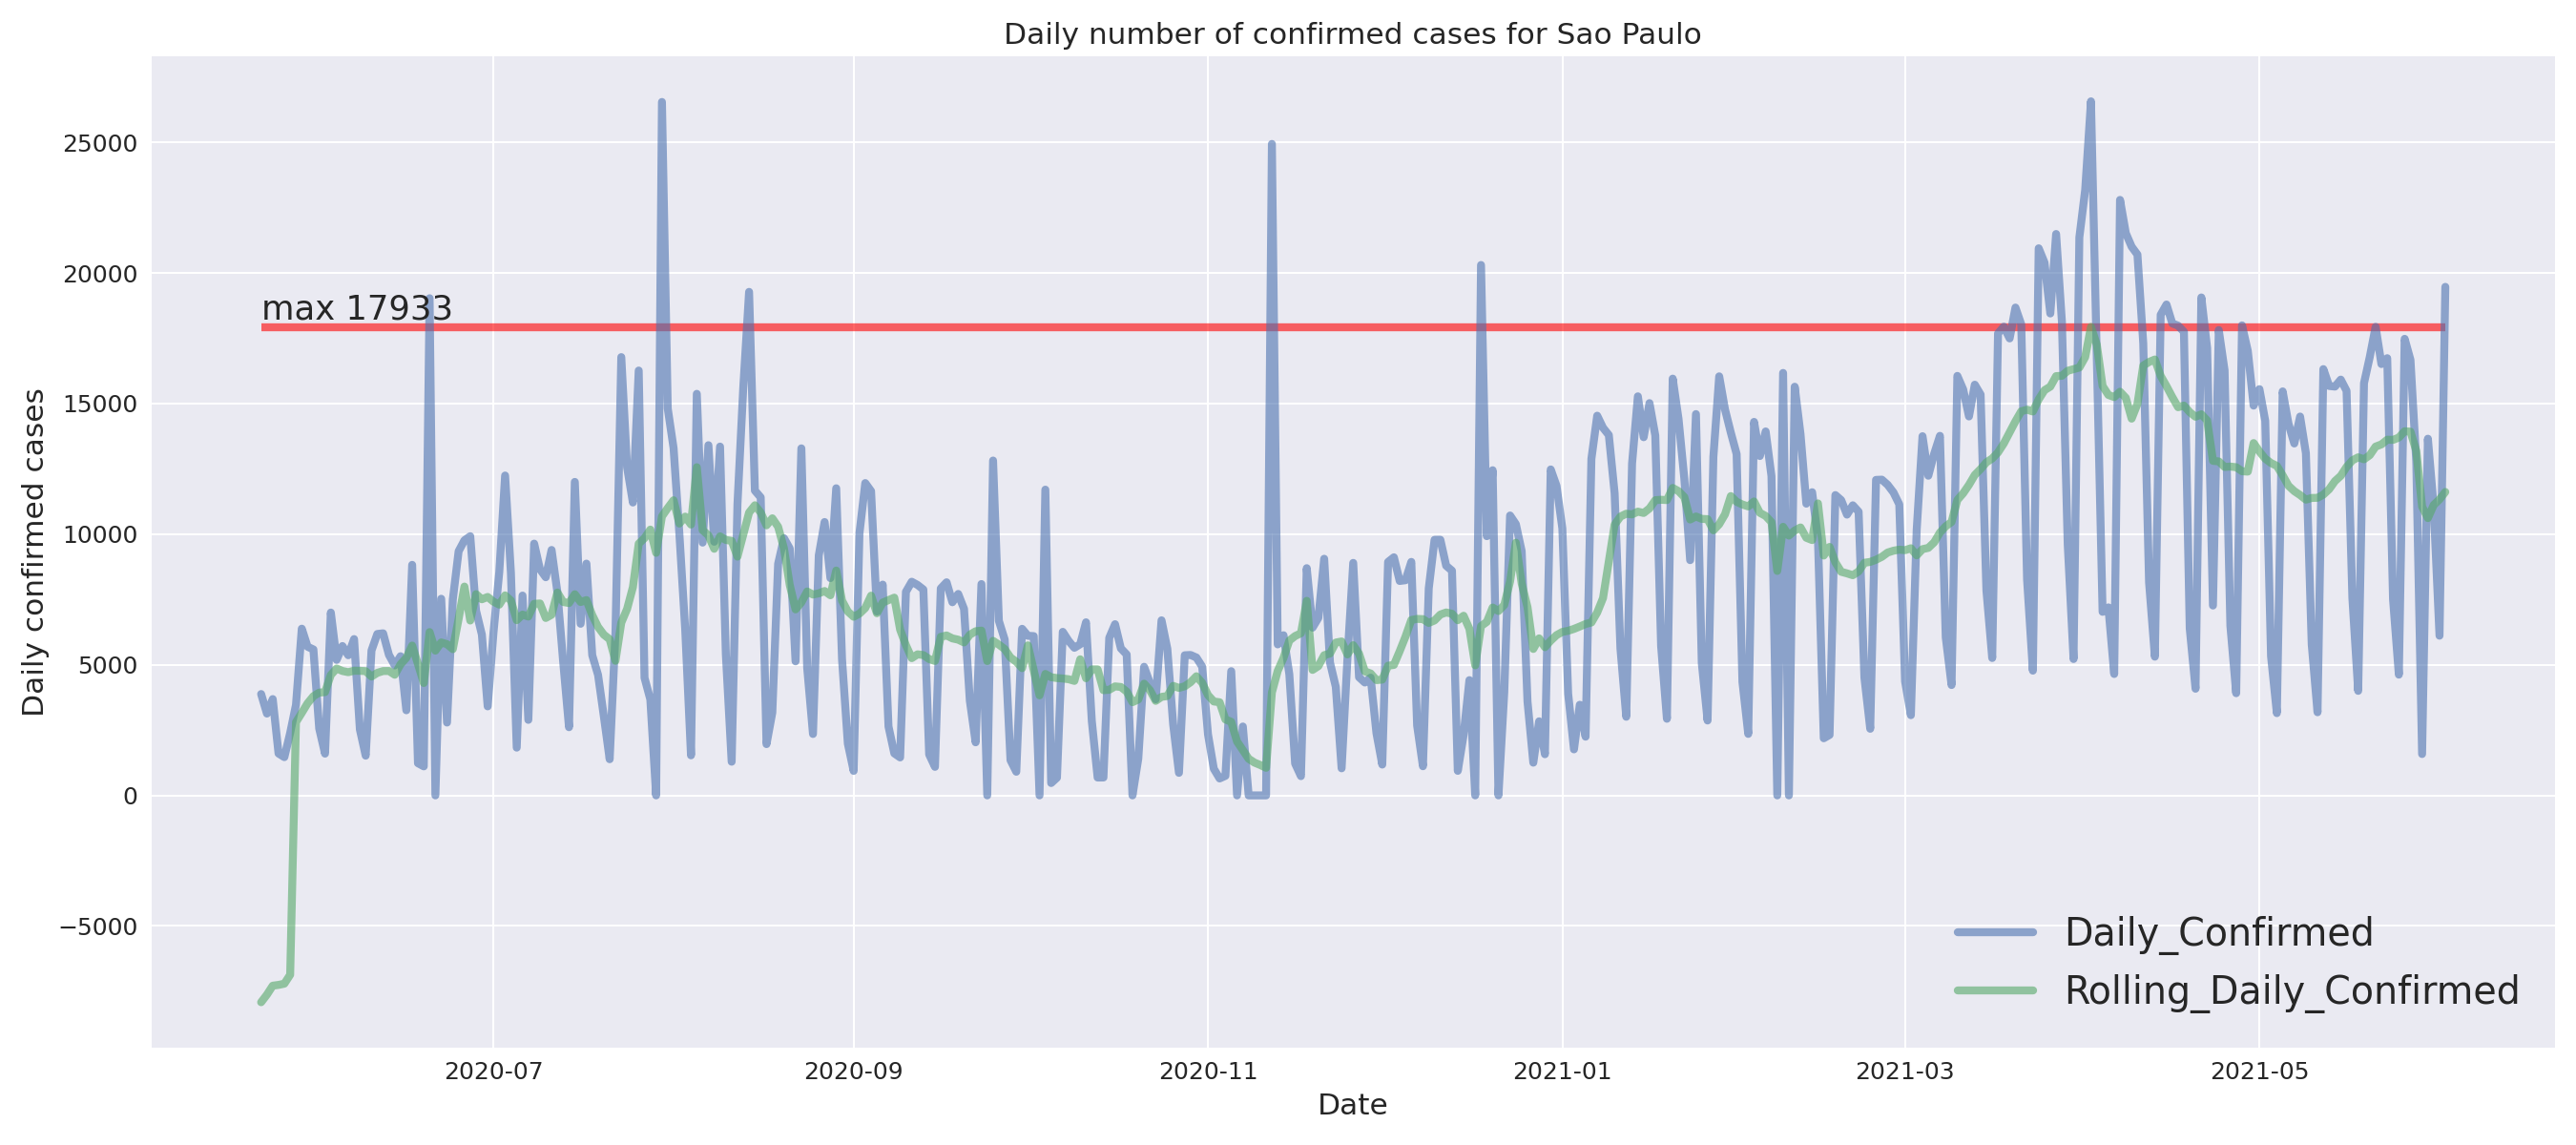 Daily number of confirmed cases for Sao Paulo
25000
20000
15000
10000
5000
0
−5000
Daily confirmed cases
max 17933
Daily_Confirmed
Rolling_Daily_Confirmed
2020-07
2020-09
2020-11
2021-01
2021-03
2021-05
Date